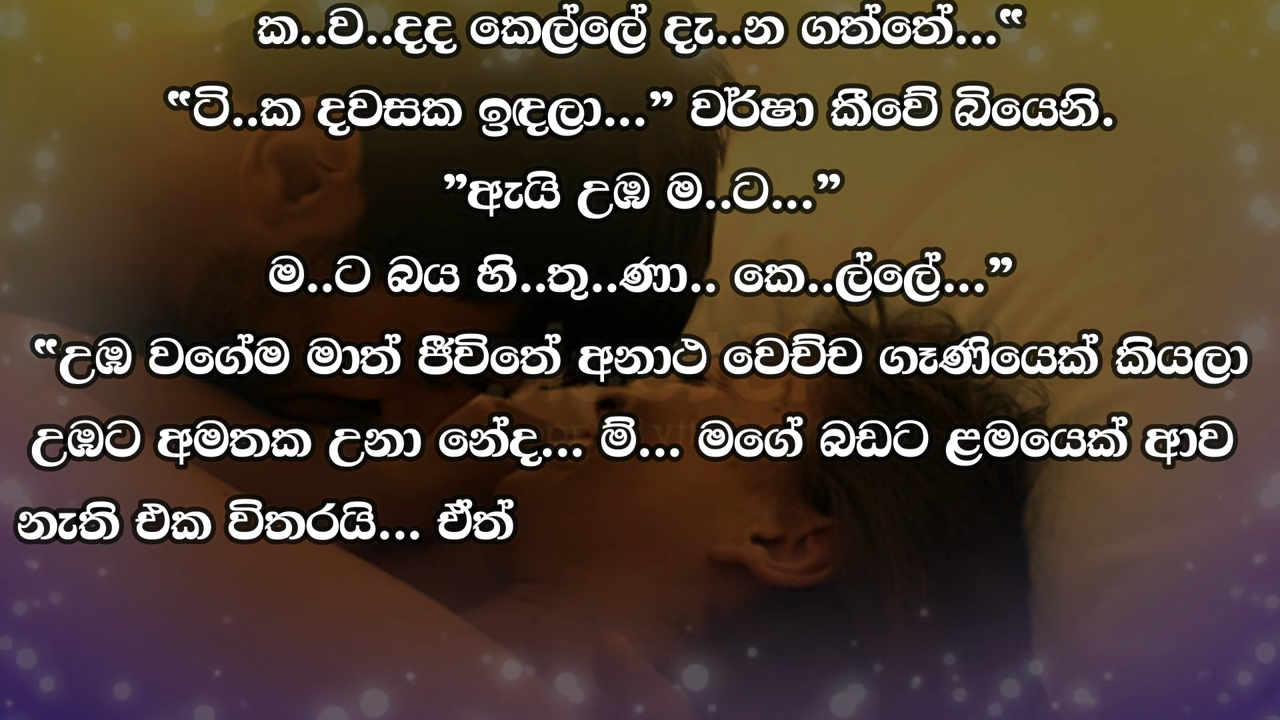 ක..ව..දද කෙල්ලේ දැ..න ගත්තේ...“
“ටි..ක දවසක ඉඳලා...” වර්ෂා කීවේ බියෙනි.
”ඇයි උඹ ම..ට...”
ම..ට බය හි..තු..ණා.. කෙ..ල්ලේ...”
“උඹ වගේම මාත් ජීවිතේ අනාථ වෙච්ච ගෑණියෙක් කියලා
උඹට අමතක උනා නේද... ම්... මගේ බඩට ළමයෙක් ආව
නැති එක විතරයි... ඒත්